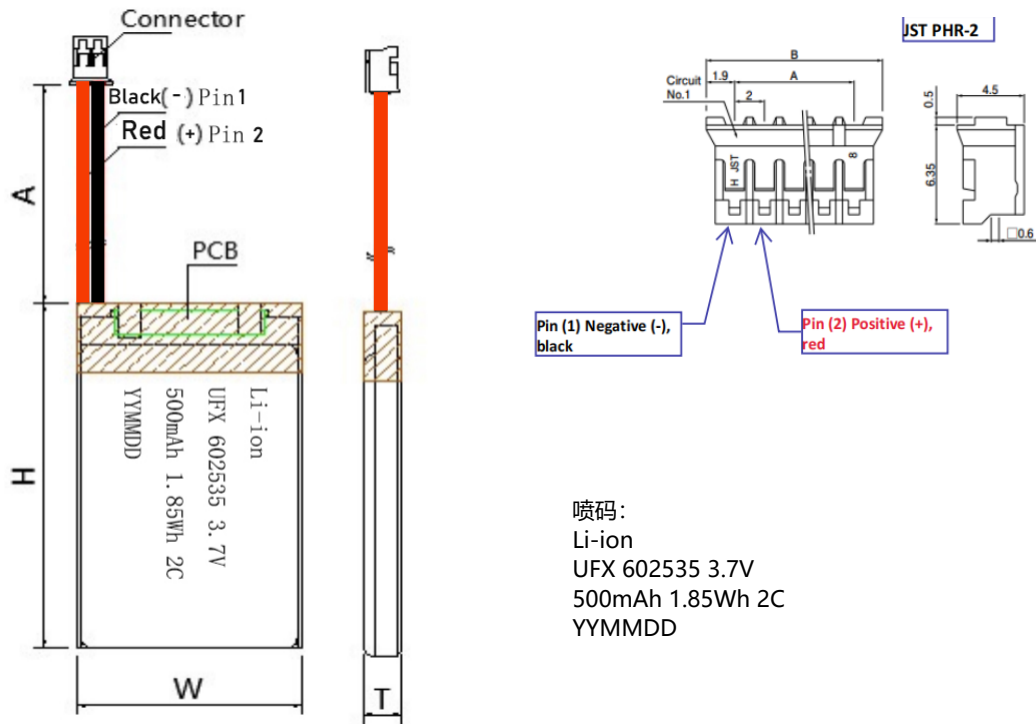 Connector
Black(-) Pin1
Red (+) Pin 2
A
PCB
H
Li-ion
UFX 602535 3.7V
500mAh 1.85Wh 2C
YYMMDD
W
T
JST PHR-2
B
Circuit
No.1
1.9
A
2
H JST
8
0.5
4.5
6.35
□0.6
Pin (1) Negative (-),
black
Pin (2) Positive (+),
red
喷码:
Li-ion
UFX 602535 3.7V
500mAh 1.85Wh 2C
YYMMDD